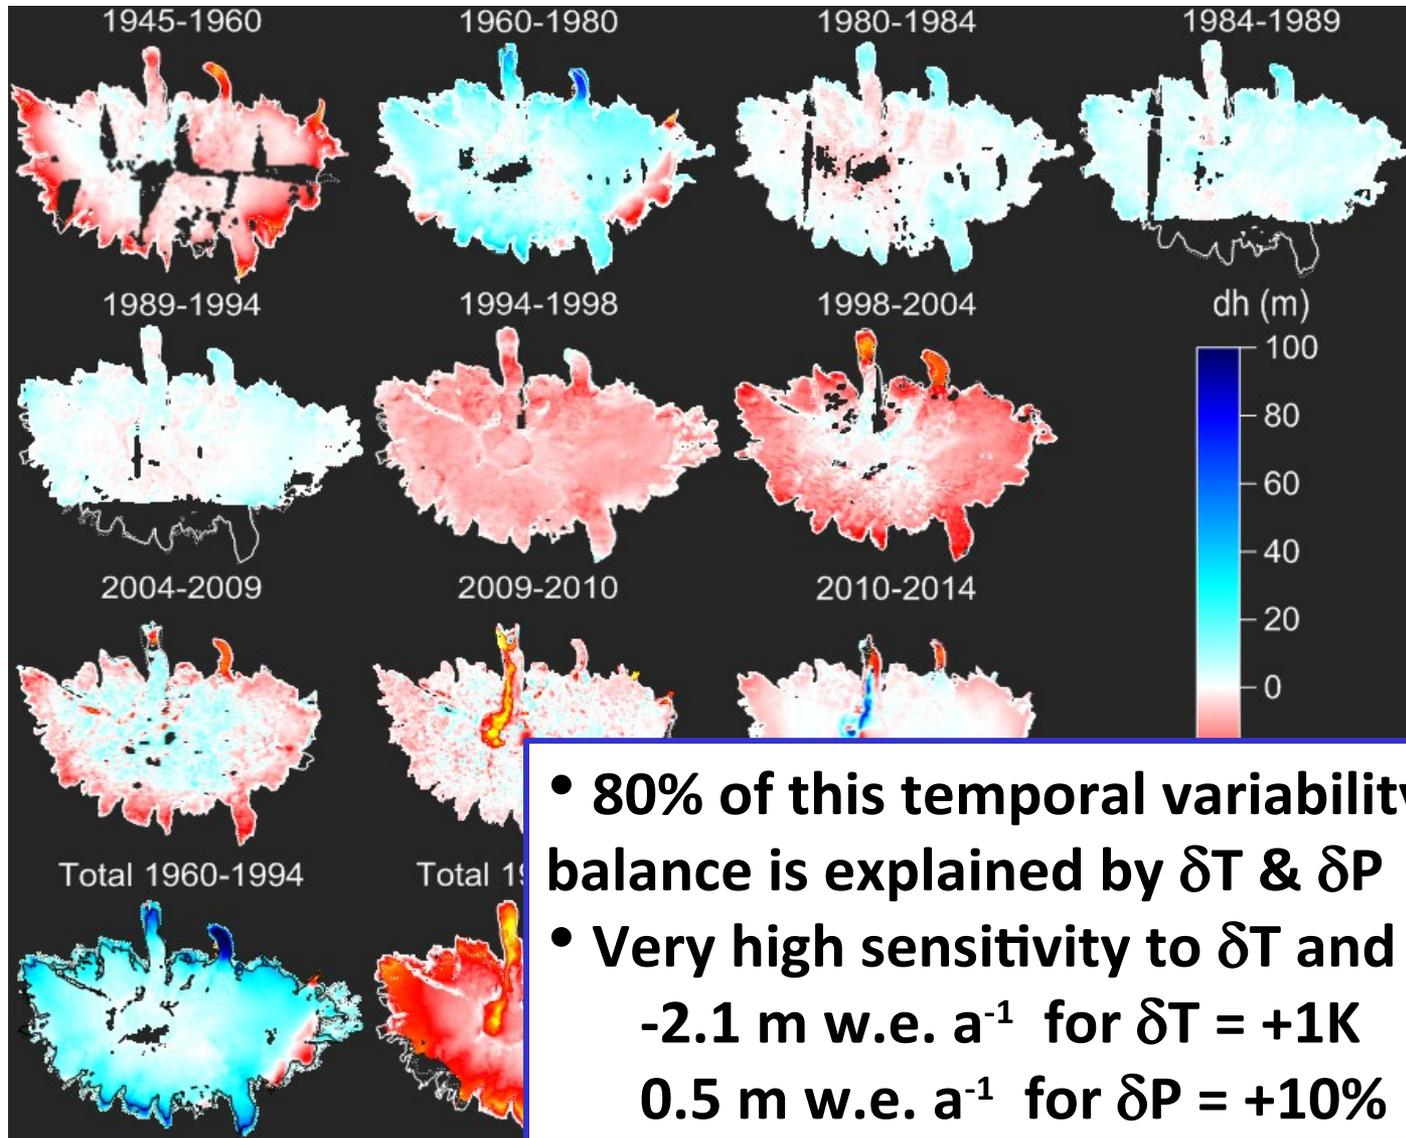 1945-1960 1960-1980 1980-1984 1984-1989
1989-1994 1994-1998 1998-2004 dh (m)
100
80
60
40
20
0
2004-2009 2009-2010 2010-2014
Total 1960-1994 Total 19
• 80% of this temporal variability
balance is explained by δT & δP
• Very high sensitivity to δT and
-2.1 m w.e. a⁻¹ for δT = +1K
0.5 m w.e. a⁻¹ for δP = +10%